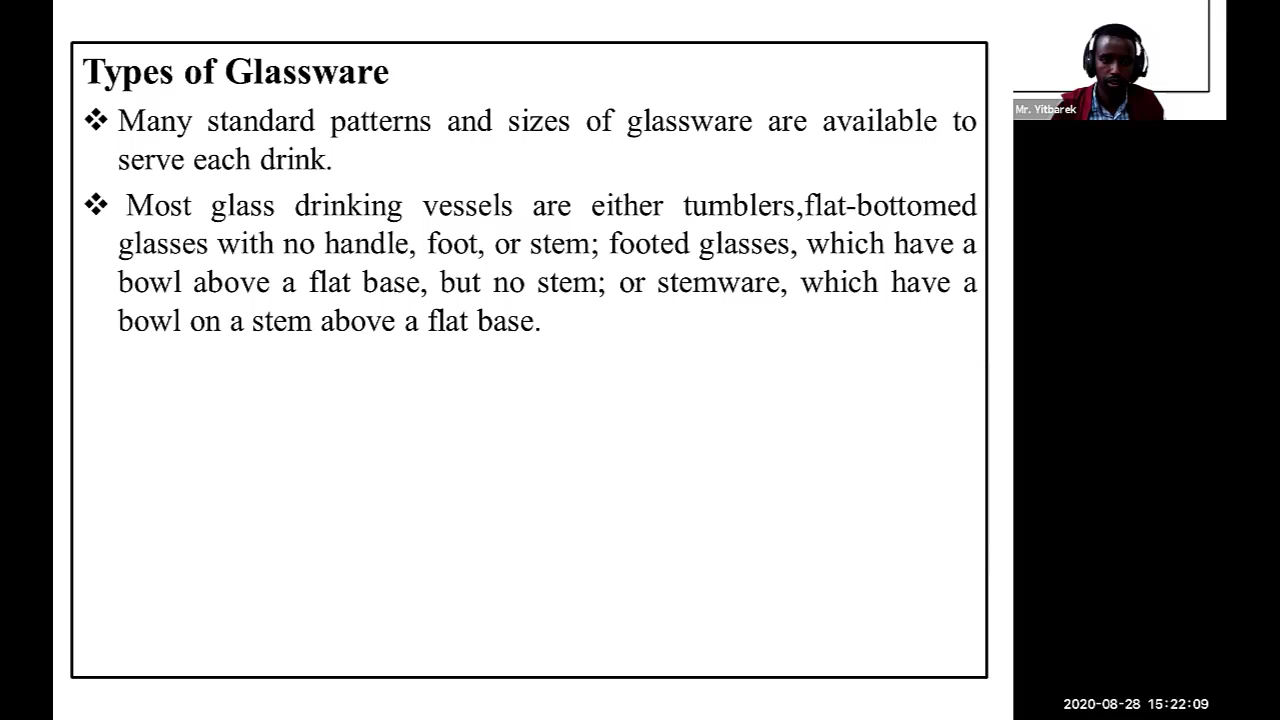 Types of Glassware
❖ Many standard patterns and sizes of glassware are available to
serve each drink.
❖ Most glass drinking vessels are either tumblers,flat-bottomed
glasses with no handle, foot, or stem; footed glasses, which have a
bowl above a flat base, but no stem; or stemware, which have a
bowl on a stem above a flat base.
Mr. Yitbarek
2020-08-28 15:22:09